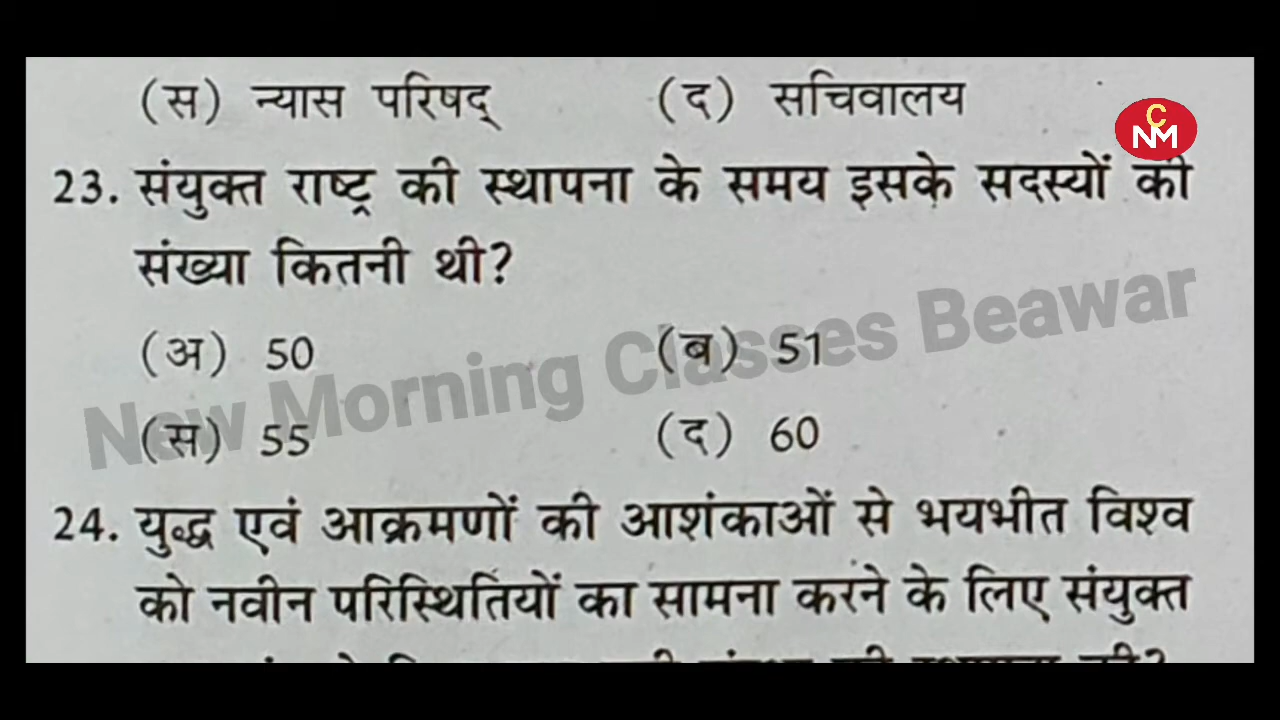 (स) न्यास परिषद् (द) सचिवालय
C
NM
23. संयुक्त राष्ट्र की स्थापना के समय इसके सदस्यों की
संख्या कितनी थी?
(अ) 50 (ब) 51
New Morning Classes Beawar
(स) 55 (द) 60
24. युद्ध एवं आक्रमणों की आशंकाओं से भयभीत विश्व
को नवीन परिस्थितियों का सामना करने के लिए संयुक्त